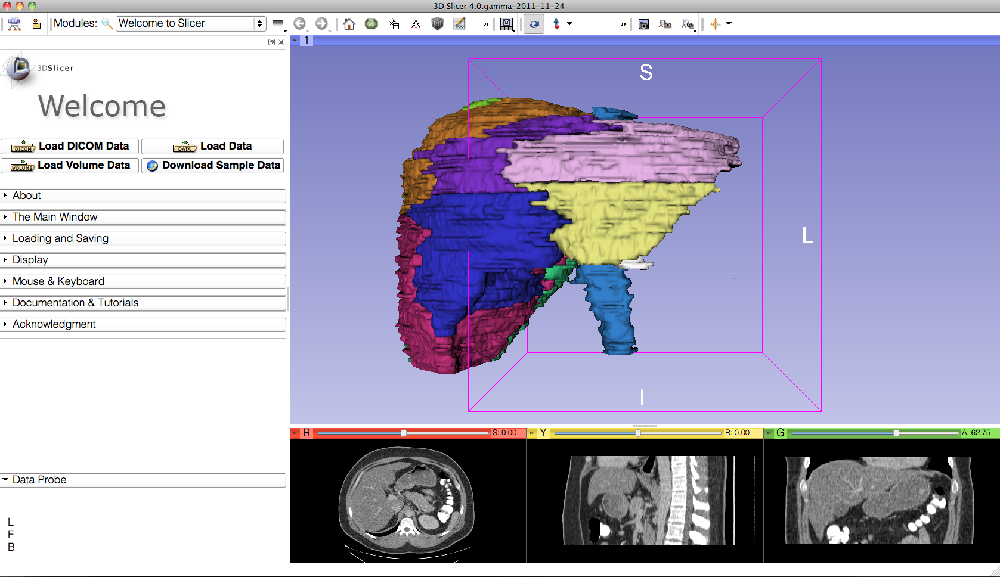 3D Slicer 4.0.gamma-2011-11-24
MRML
Modules:
Welcome to Slicer
»
»
1
3DSlicer
Welcome
DICOM Load DICOM Data
DATA Load Data
VOLUME Load Volume Data
Download Sample Data
About
The Main Window
Loading and Saving
Display
Mouse & Keyboard
Documentation & Tutorials
Acknowledgment
Data Probe
L
F
B
S
L
I
R
S: 0.00
Y
R: 0.00
G
A: 62.75